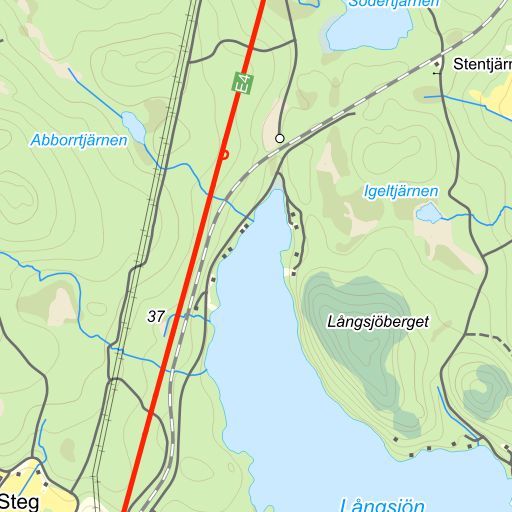 Södertjärnen
Stentjärn
E4
Abborrtjärnen
Igeltjärnen
37
Långsjöberget
Steg
Långsjön